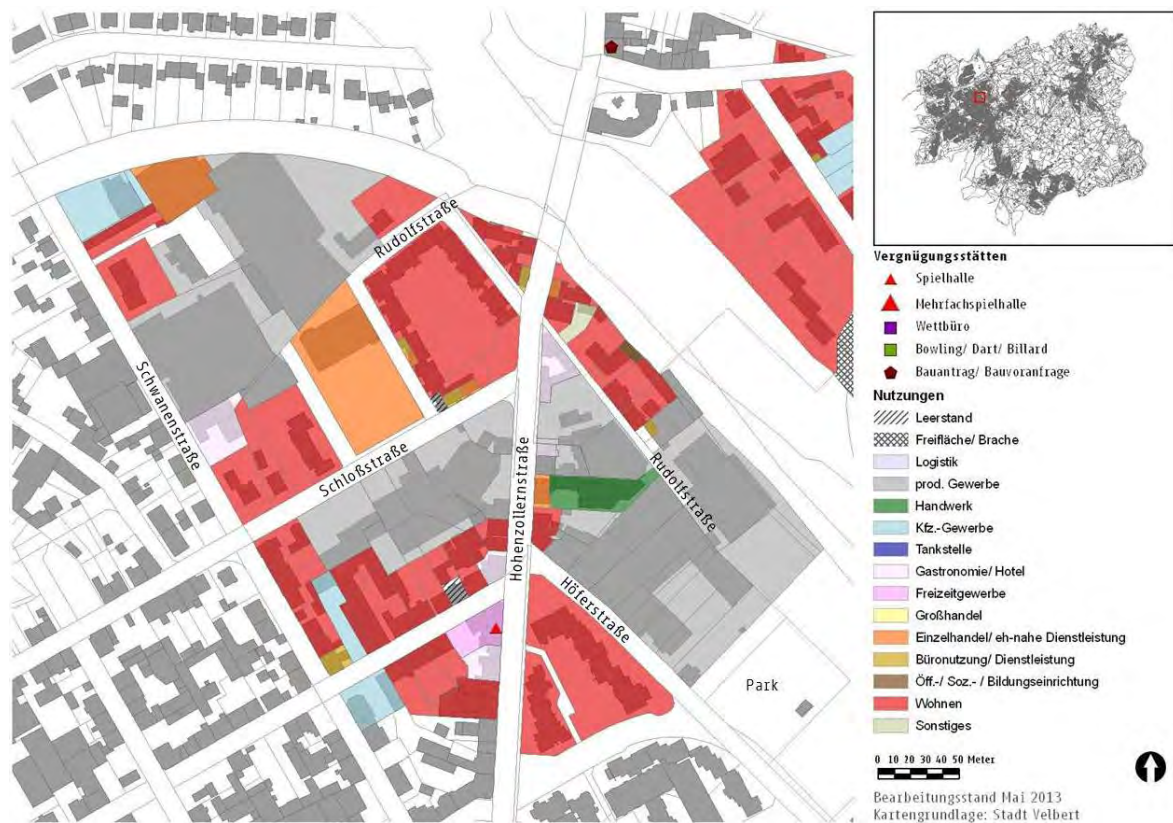 Rudolfstraße
Schwanenstraße
Schloßstraße
Hohenzollernstraße
Rudolfstraße
Höferstraße
Park
Vergnügungsstätten
Spielhalle
Mehrfachspielhalle
Wettbüro
Bowling/ Dart/ Billard
Bauantrag/ Bauvoranfrage
Nutzungen
Leerstand
Freifläche/ Brache
Logistik
prod. Gewerbe
Handwerk
Kfz.-Gewerbe
Tankstelle
Gastronomie/ Hotel
Freizeitgewerbe
Großhandel
Einzelhandel/ eh-nahe Dienstleistung
Büronutzung/ Dienstleistung
Öff.-/ Soz.- / Bildungseinrichtung
Wohnen
Sonstiges
0 10 20 30 40 50 Meter
Bearbeitungsstand Mai 2013
Kartengrundlage: Stadt Velbert